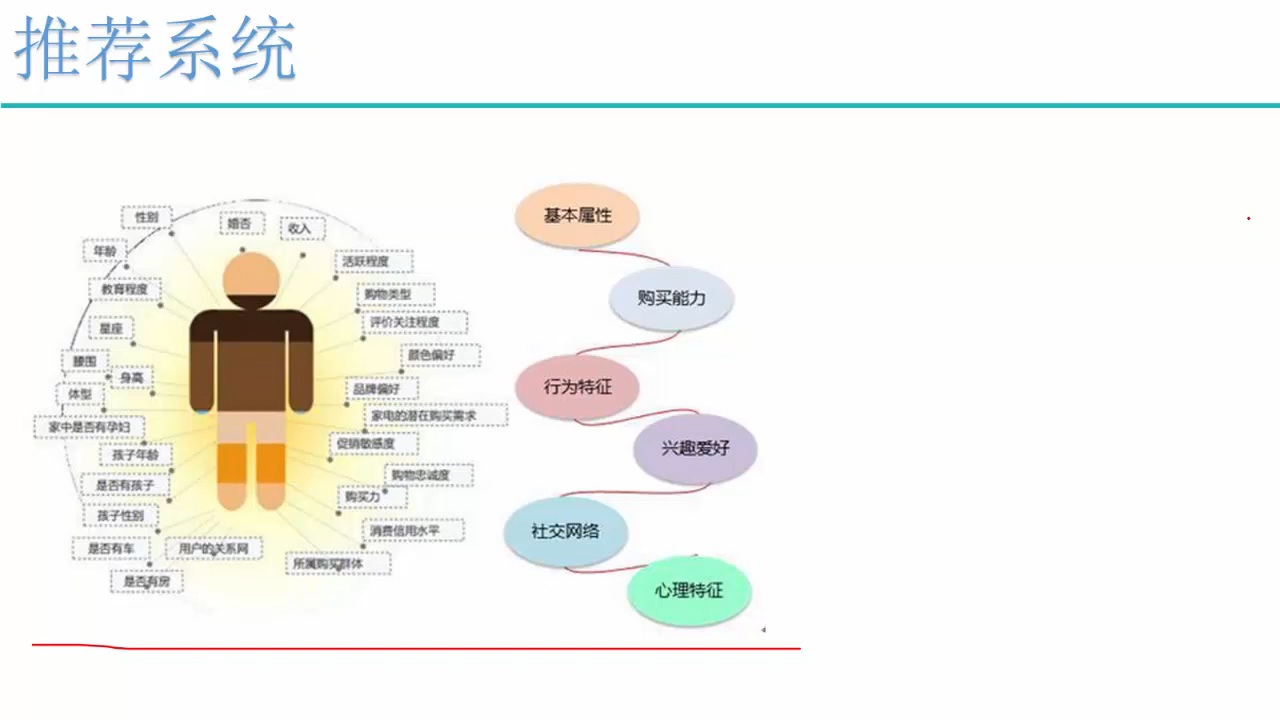 推荐系统
性别
婚否
收入
年龄
活跃程度
教育程度
购物类型
星座
评价关注程度
腰围
颜色偏好
身高
体型
品牌偏好
家电的潜在购买需求
家中是否有孕妇
促销敏感度
孩子年龄
购物忠诚度
是否有孩子
购买力
孩子性别
消费信用水平
是否有车
用户的关系网
所属购买群体
是否有房
基本属性
购买能力
行为特征
兴趣爱好
社交网络
心理特征